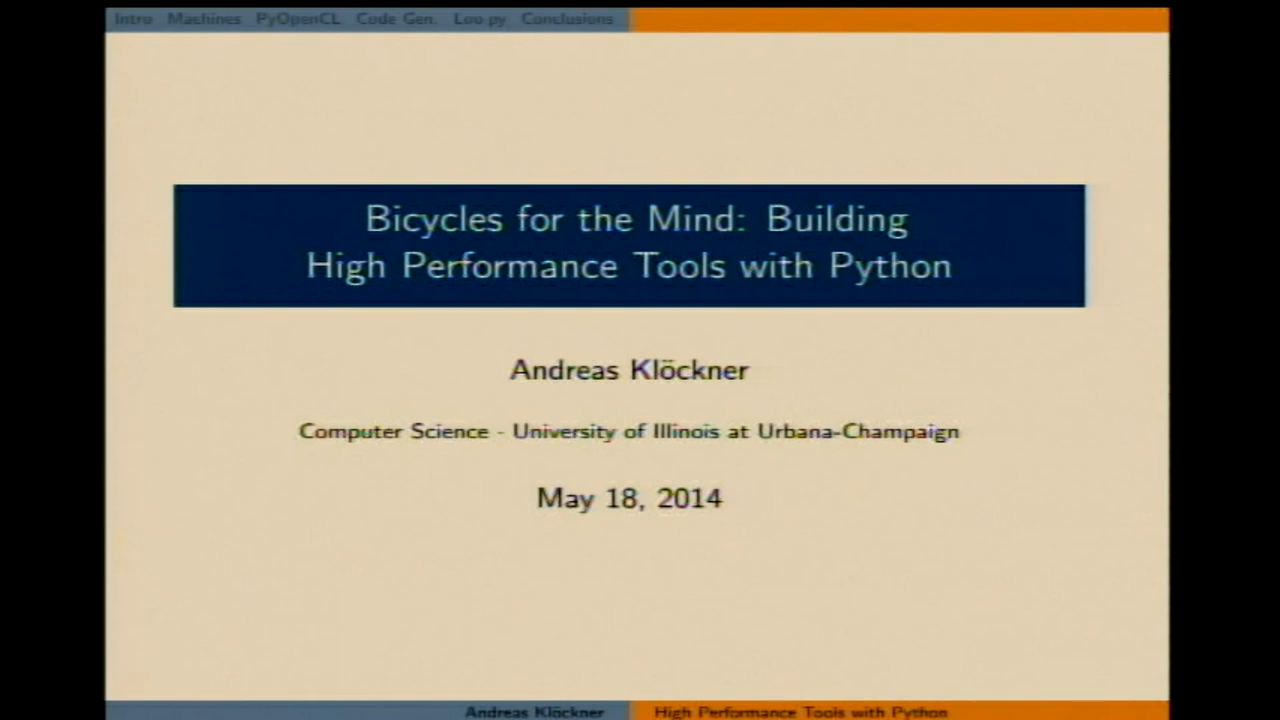 Intro Machines PyOpenCL Code Gen. Loo.py Conclusions
Bicycles for the Mind: Building
High Performance Tools with Python
Andreas Klöckner
Computer Science - University of Illinois at Urbana-Champaign
May 18, 2014
Andreas Klöckner High Performance Tools with Python